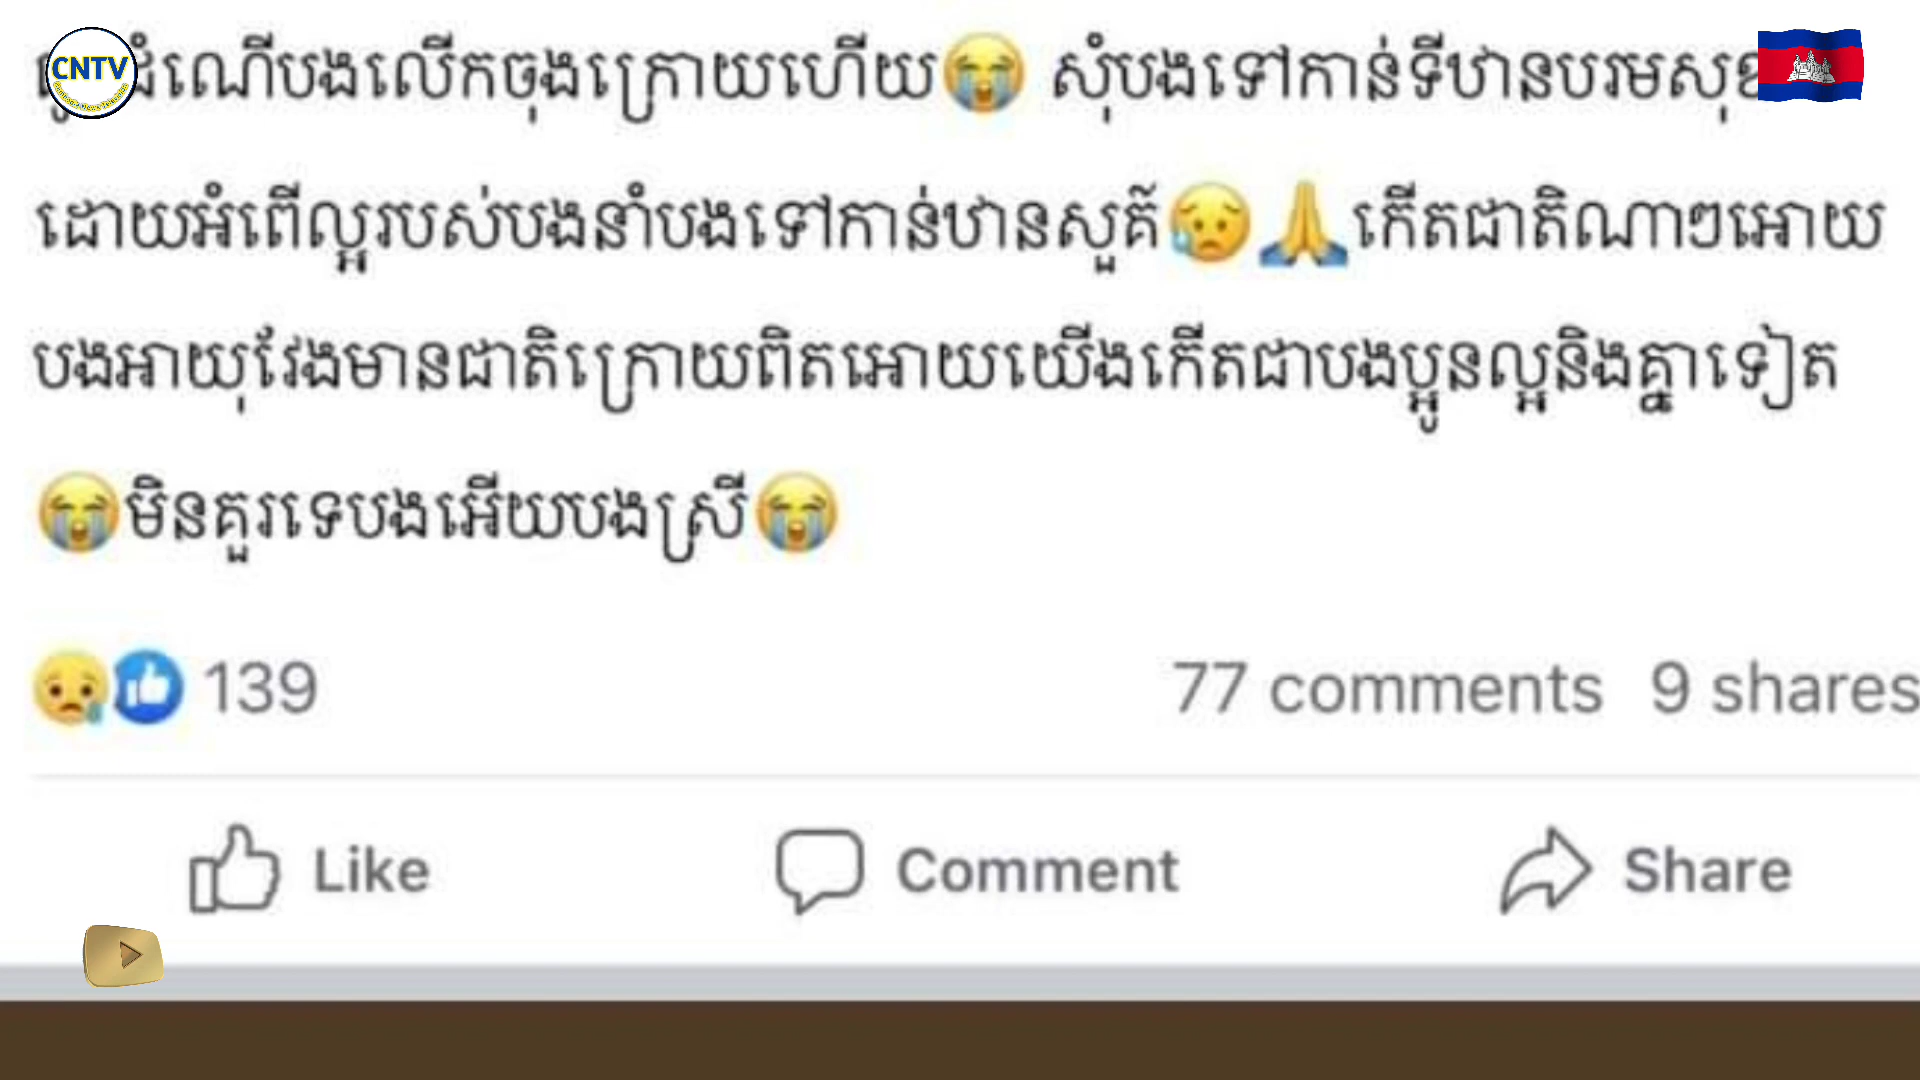 CNTV
ដំណើបងលើកចុងក្រោយហើយ😭 សុំបងទៅកាន់ទីឋានបរមសុខ
ដោយអំពើល្អរបស់បងនាំបងទៅកាន់ឋានសួគ៌😥🙏កើតជាតិណាៗអោយ
បងអាយុវែងមានជាតិក្រោយពិតអោយយើងកើតជាបងប្អូនល្អនិងគ្នាទៀត
😭មិនគួរទេបងអើយបងស្រី😭
139 77 comments 9 shares
Like Comment Share